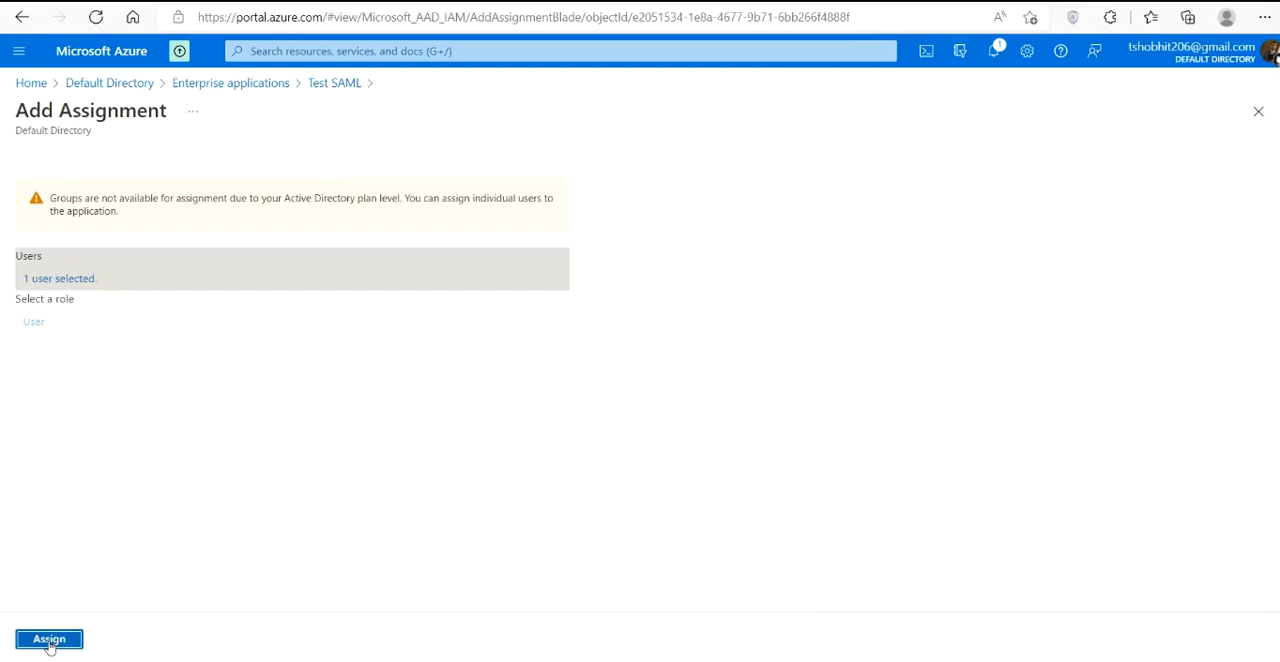 https://portal.azure.com/#view/Microsoft_AAD_IAM/AddAssignmentBlade/objectId/e2051534-1e8a-4677-9b71-6bb266f4888f
Microsoft Azure
Search resources, services, and docs (G+/)
1
tshobhit206@gmail.com
DEFAULT DIRECTORY
Home > Default Directory > Enterprise applications > Test SAML >
Add Assignment ...
Default Directory
Groups are not available for assignment due to your Active Directory plan level. You can assign individual users to
the application.
Users
1 user selected.
Select a role
User
Assign